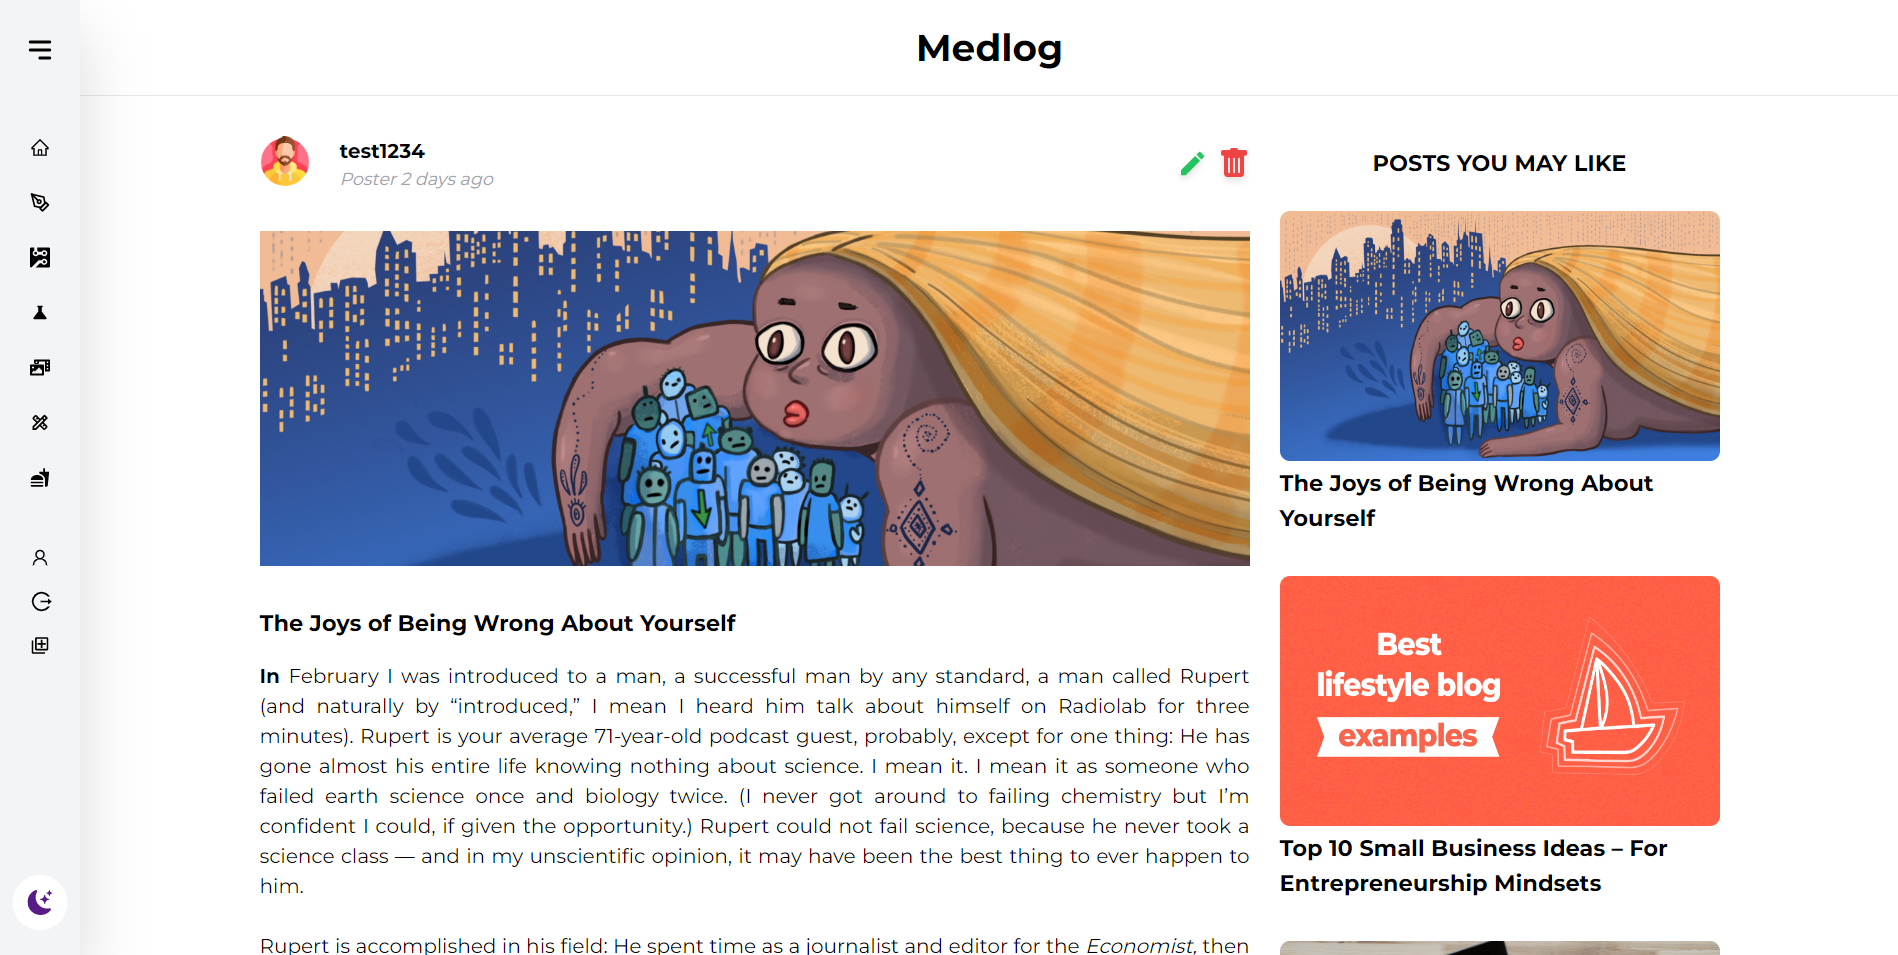 Medlog
test1234
Poster 2 days ago
The Joys of Being Wrong About Yourself
In February I was introduced to a man, a successful man by any standard, a man called Rupert
(and naturally by “introduced,” I mean I heard him talk about himself on Radiolab for three
minutes). Rupert is your average 71-year-old podcast guest, probably, except for one thing: He has
gone almost his entire life knowing nothing about science. I mean it. I mean it as someone who
failed earth science once and biology twice. (I never got around to failing chemistry but I’m
confident I could, if given the opportunity.) Rupert could not fail science, because he never took a
science class — and in my unscientific opinion, it may have been the best thing to ever happen to
him.
Rupert is accomplished in his field: He spent time as a journalist and editor for the Economist, then
POSTS YOU MAY LIKE
The Joys of Being Wrong About
Yourself
Best
lifestyle blog
examples
Top 10 Small Business Ideas – For
Entrepreneurship Mindsets